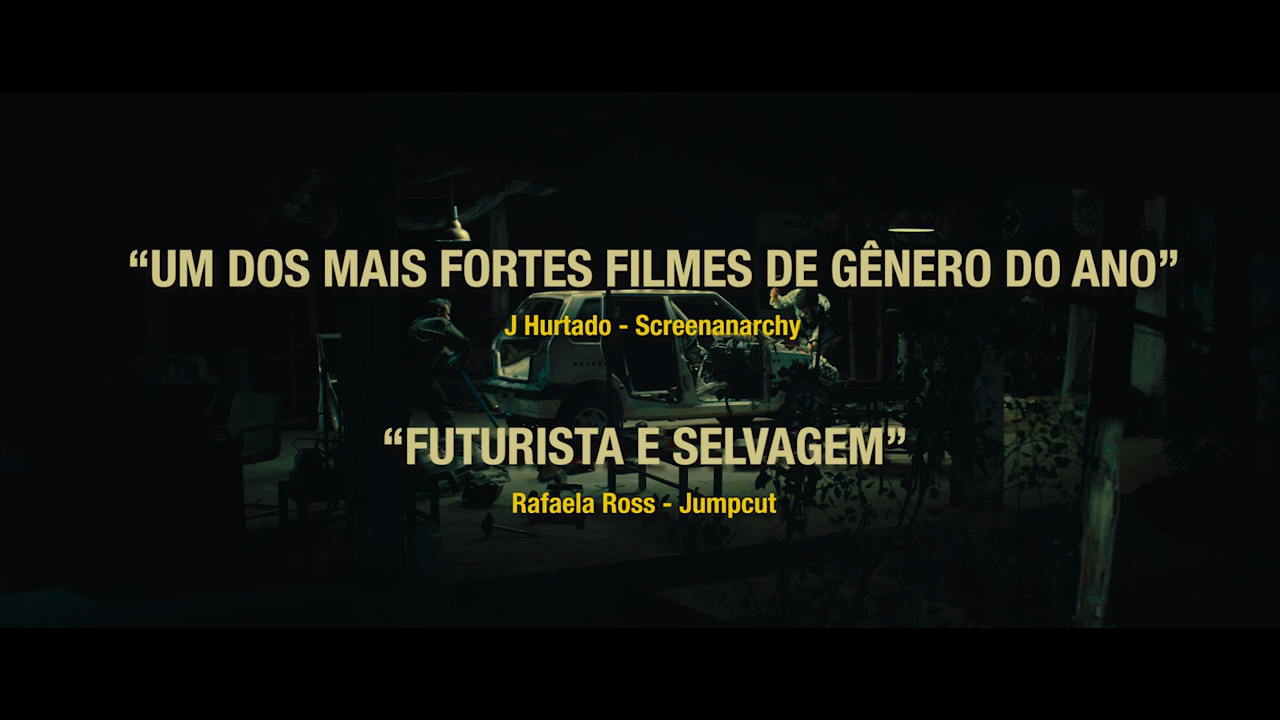 “UM DOS MAIS FORTES FILMES DE GÊNERO DO ANO”
J Hurtado - Screenanarchy
“FUTURISTA E SELVAGEM”
Rafaela Ross - Jumpcut